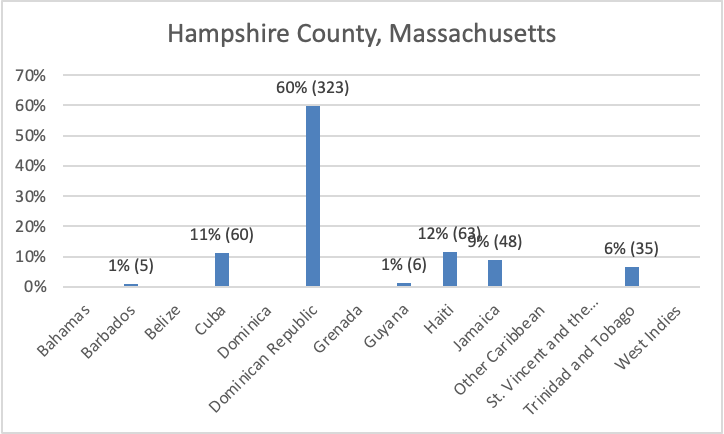 Hampshire County, Massachusetts
70%
60%
50%
40%
30%
20%
10%
0%
1% (5)
11% (60)
60% (323)
1% (6)
12% (63)
9% (48)
6% (35)
Bahamas
Barbados
Belize
Cuba
Dominica
Dominican Republic
Grenada
Guyana
Haiti
Jamaica
Other Caribbean
St. Vincent and the...
Trinidad and Tobago
West Indies